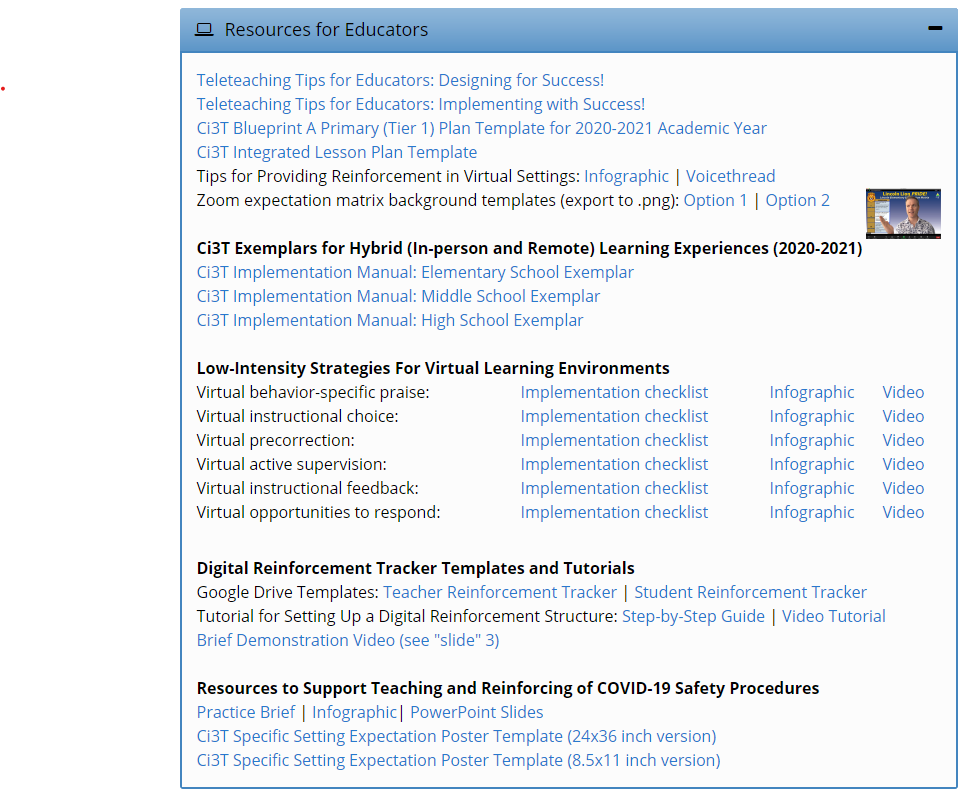 Resources for Educators
Teleteaching Tips for Educators: Designing for Success!
Teleteaching Tips for Educators: Implementing with Success!
Ci3T Blueprint A Primary (Tier 1) Plan Template for 2020-2021 Academic Year
Ci3T Integrated Lesson Plan Template
Tips for Providing Reinforcement in Virtual Settings: Infographic | Voicethread
Zoom expectation matrix background templates (export to .png): Option 1 | Option 2
Lincoln Lion PRIDE!
Ci3T Exemplars for Hybrid (In-person and Remote) Learning Experiences (2020-2021)
Ci3T Implementation Manual: Elementary School Exemplar
Ci3T Implementation Manual: Middle School Exemplar
Ci3T Implementation Manual: High School Exemplar
Low-Intensity Strategies For Virtual Learning Environments
Virtual behavior-specific praise: Implementation checklist Infographic Video
Virtual instructional choice: Implementation checklist Infographic Video
Virtual precorrection: Implementation checklist Infographic Video
Virtual active supervision: Implementation checklist Infographic Video
Virtual instructional feedback: Implementation checklist Infographic Video
Virtual opportunities to respond: Implementation checklist Infographic Video
Digital Reinforcement Tracker Templates and Tutorials
Google Drive Templates: Teacher Reinforcement Tracker | Student Reinforcement Tracker
Tutorial for Setting Up a Digital Reinforcement Structure: Step-by-Step Guide | Video Tutorial
Brief Demonstration Video (see "slide" 3)
Resources to Support Teaching and Reinforcing of COVID-19 Safety Procedures
Practice Brief | Infographic| PowerPoint Slides
Ci3T Specific Setting Expectation Poster Template (24x36 inch version)
Ci3T Specific Setting Expectation Poster Template (8.5x11 inch version)